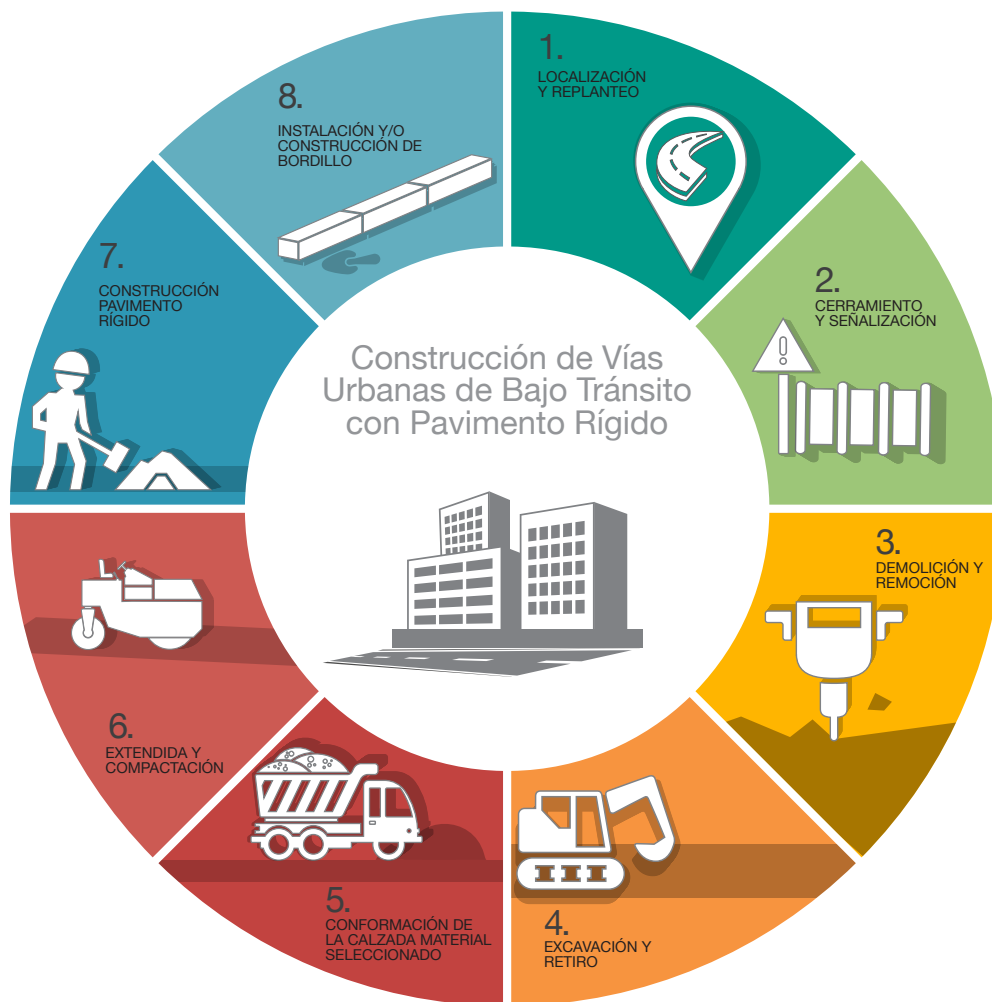 Construcción de Vías
Urbanas de Bajo Tránsito
con Pavimento Rígido
1.
LOCALIZACIÓN
Y REPLANTEO
2.
CERRAMIENTO
Y SEÑALIZACIÓN
3.
DEMOLICIÓN Y
REMOCIÓN
4.
EXCAVACIÓN Y
RETIRO
5.
CONFORMACIÓN DE
LA CALZADA MATERIAL
SELECCIONADO
6.
EXTENDIDA Y
COMPACTACIÓN
7.
CONSTRUCCIÓN
PAVIMENTO
RÍGIDO
8.
INSTALACIÓN Y/O
CONSTRUCCIÓN DE
BORDILLO